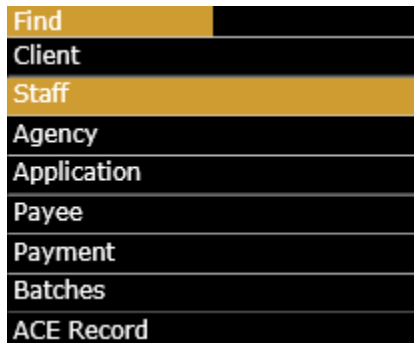 Find
Client
Staff
Agency
Application
Payee
Payment
Batches
ACE Record